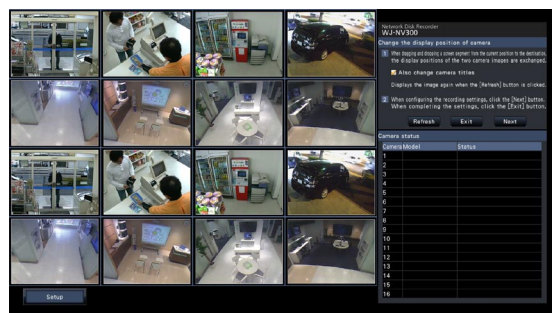 Network Disk Recorder
WJ-NV300
Change the display position of camera
1 When dragging and dropping a screen segment from the current position to the destination,
the display positions of the two camera images are exchanged.
Also change camera titles
Displays the image again when the [Refresh] button is clicked.
2 When configuring the recording settings, click the [Next] button.
When completing the settings, click the [Exit] button.
Refresh Exit Next
Camera status
Camera Model Status
1
2
3
4
5
6
7
8
9
10
11
12
13
14
15
16
Setup